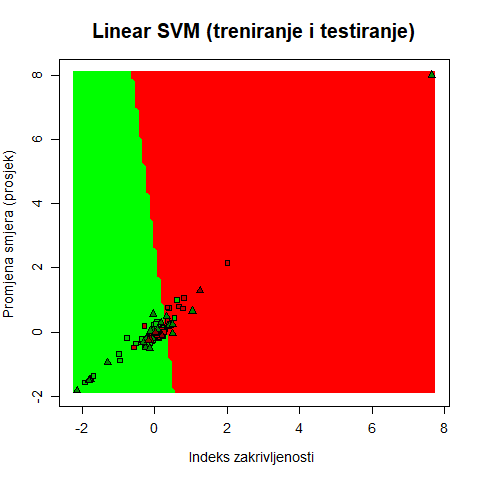 Linear SVM (treniranje i testiranje)
Promjena smjera (prosjek)
8
6
4
2
0
-2
-2 0 2 4 6 8
Indeks zakrivljenosti